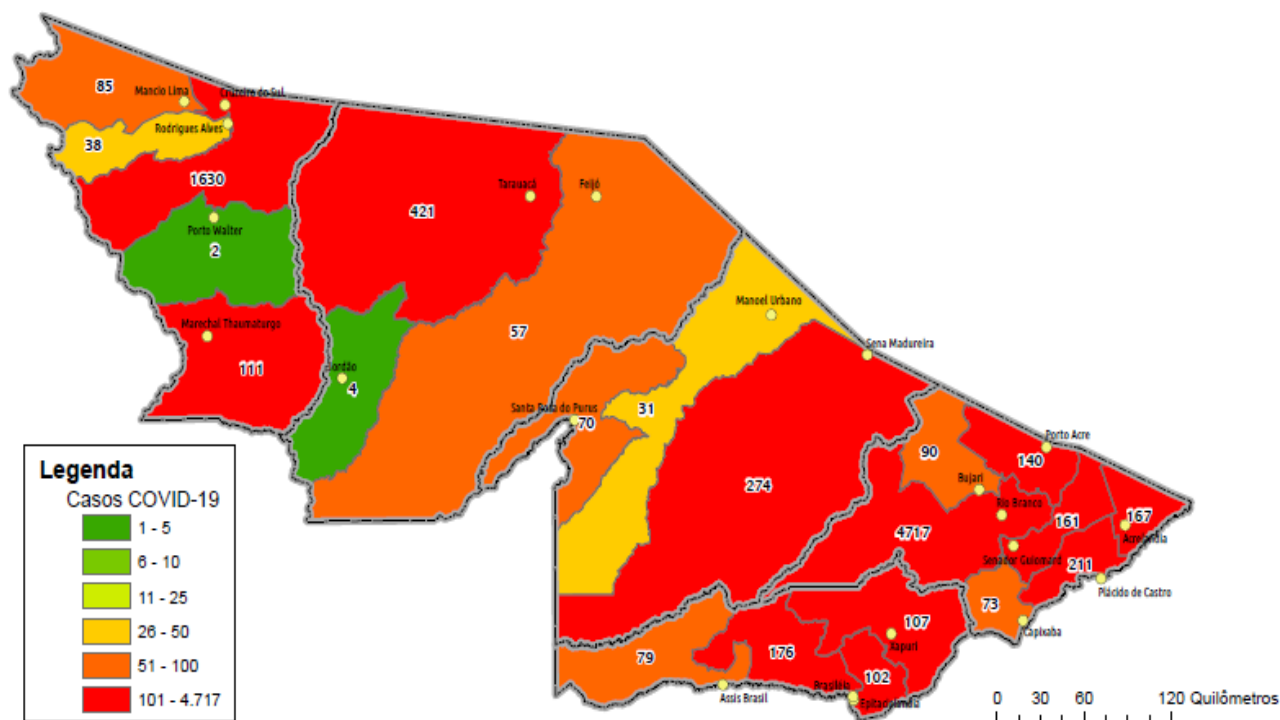 85
Mancio Lima
Cruzeiro do Sul
Rodrigues Alves
38
1630
Tarauacá
Feijó
421
Porto Walter
2
Manoel Urbano
Marechal Thaumaturgo
57
Sena Madureira
111
Jordão
4
Santa Rosa do Purus
31
70
Porto Acre
90
140
Bujari
274
Rio Branco
161
167
4717
Acrelândia
Senador Guiomard
211
Plácido de Castro
73
107
Capixaba
Xapuri
79
176
102
Assis Brasil
Brasiléia
Epitaciolândia
Legenda
Casos COVID-19
1 - 5
6 - 10
11 - 25
26 - 50
51 - 100
101 - 4.717
0 30 60 120 Quilômetros